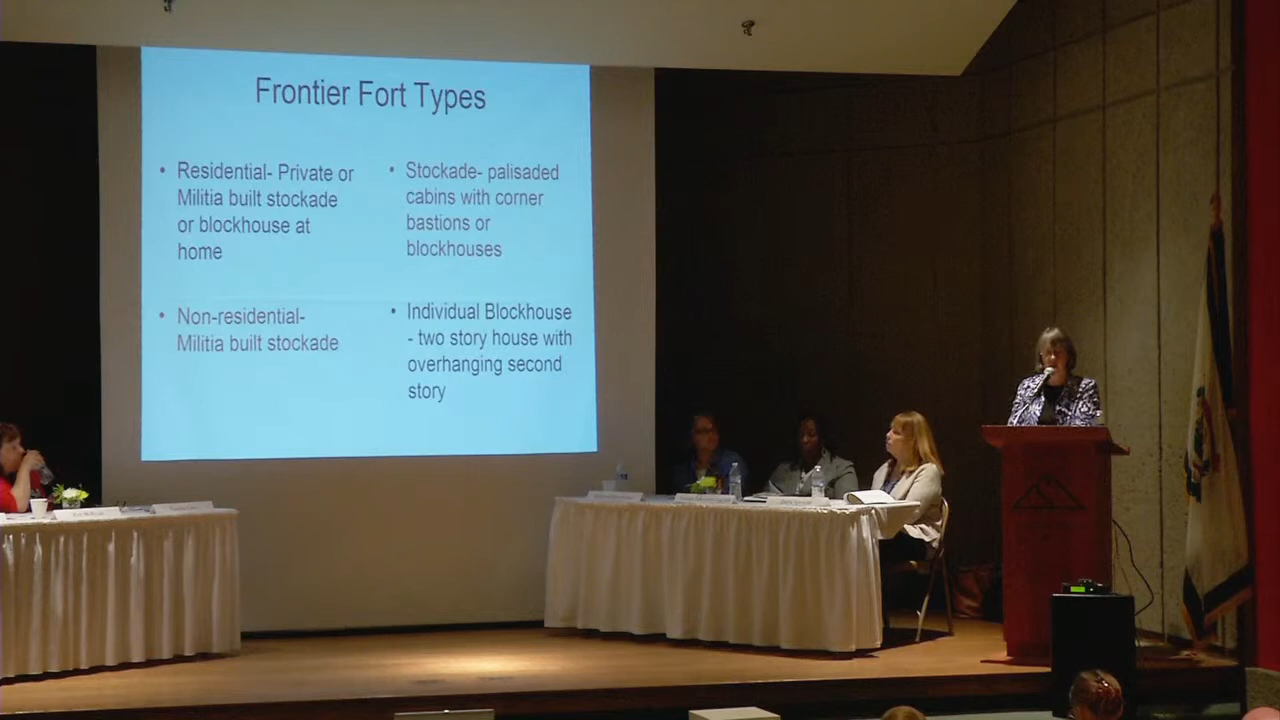 Frontier Fort Types
• Residential- Private or
Militia built stockade
or blockhouse at
home
• Non-residential-
Militia built stockade
• Stockade- palisaded
cabins with corner
bastions or
blockhouses
• Individual Blockhouse
- two story house with
overhanging second
story